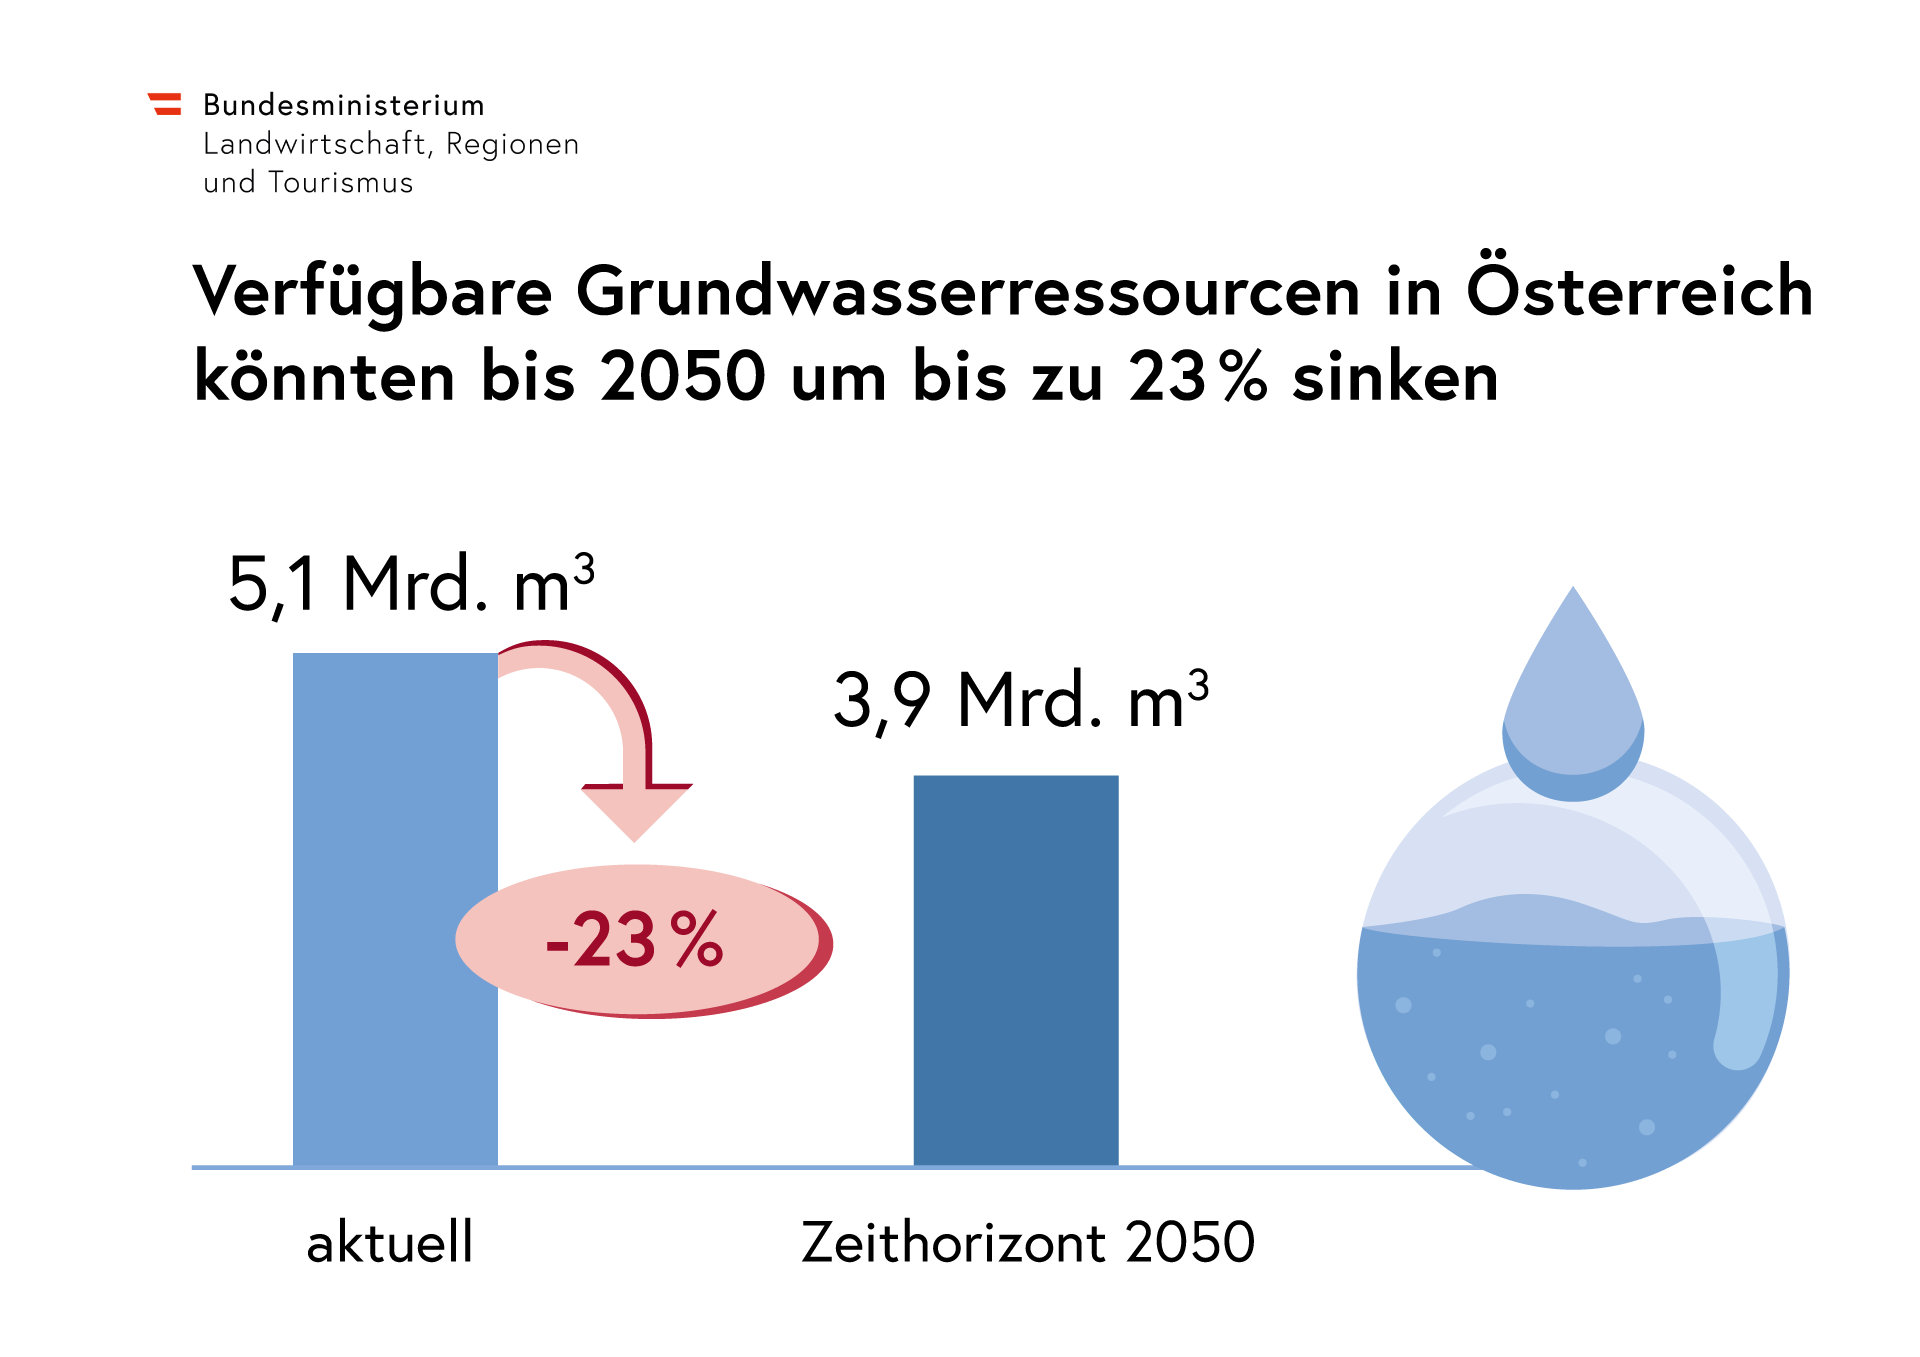 Bundesministerium
Landwirtschaft, Regionen
und Tourismus
Verfügbare Grundwasserressourcen in Österreich
könnten bis 2050 um bis zu 23 % sinken
5,1 Mrd. m³
3,9 Mrd. m³
-23 %
aktuell
Zeithorizont 2050